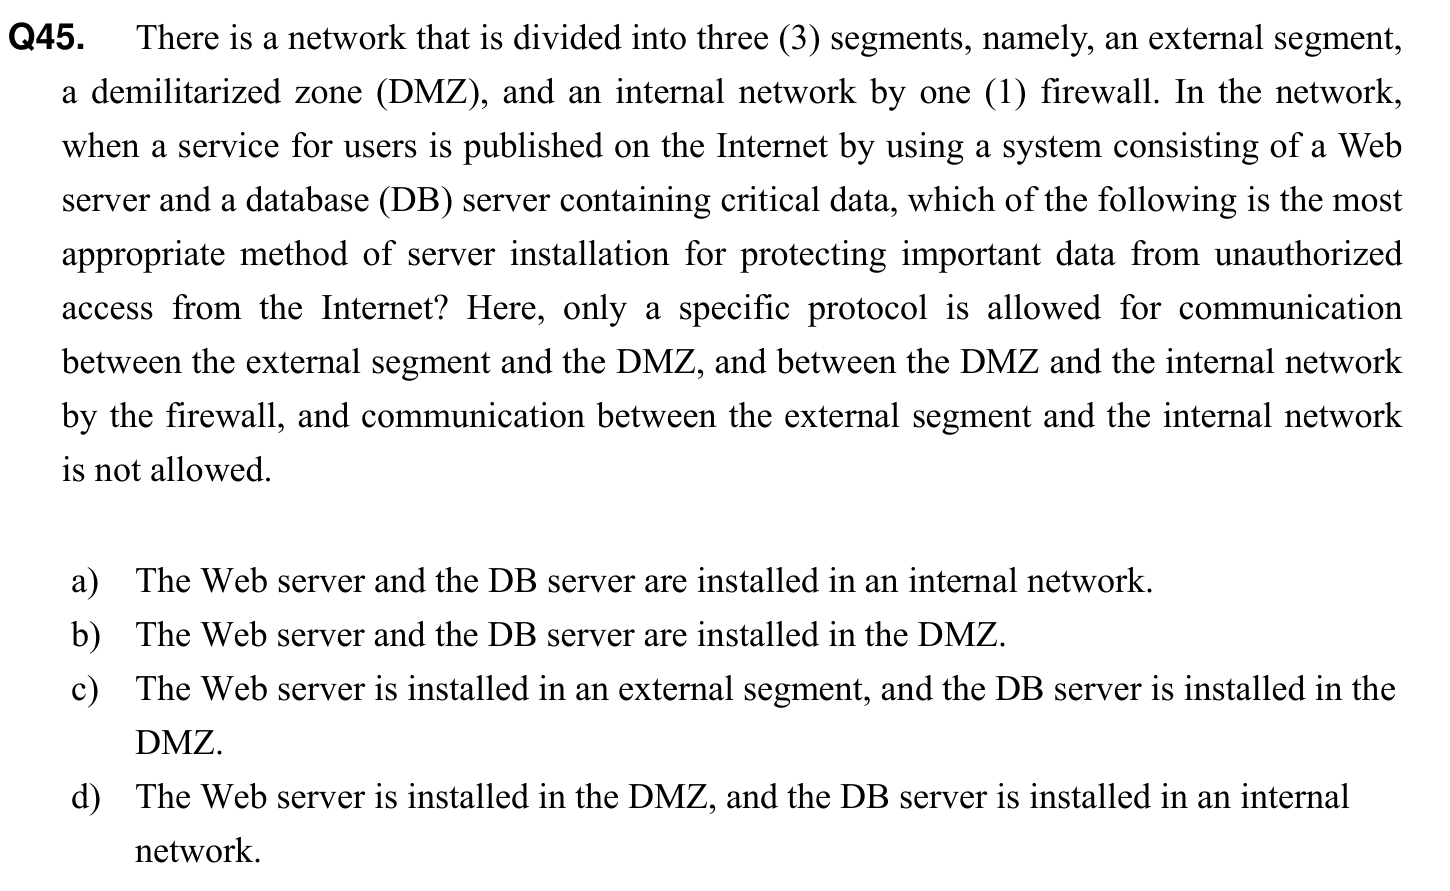 Q45. There is a network that is divided into three (3) segments, namely, an external segment,
a demilitarized zone (DMZ), and an internal network by one (1) firewall. In the network,
when a service for users is published on the Internet by using a system consisting of a Web
server and a database (DB) server containing critical data, which of the following is the most
appropriate method of server installation for protecting important data from unauthorized
access from the Internet? Here, only a specific protocol is allowed for communication
between the external segment and the DMZ, and between the DMZ and the internal network
by the firewall, and communication between the external segment and the internal network
is not allowed.
a) The Web server and the DB server are installed in an internal network.
b) The Web server and the DB server are installed in the DMZ.
c) The Web server is installed in an external segment, and the DB server is installed in the
DMZ.
d) The Web server is installed in the DMZ, and the DB server is installed in an internal
network.